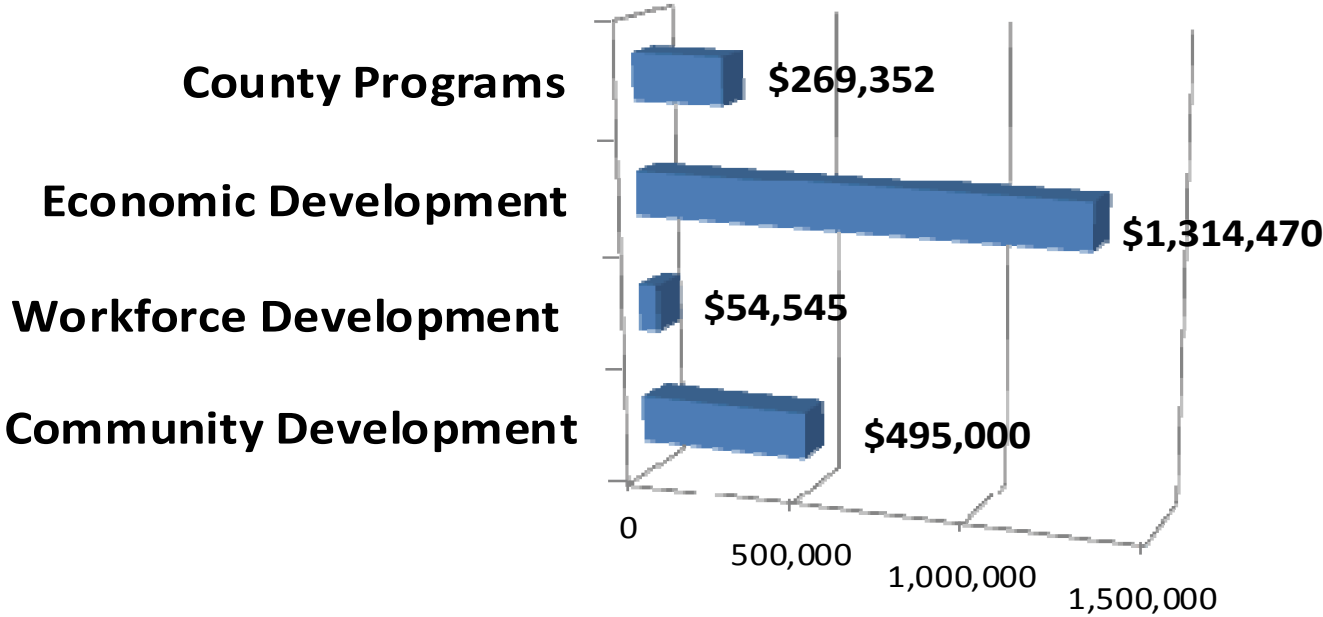 County Programs
$269,352
Economic Development
$1,314,470
Workforce Development
$54,545
Community Development
$495,000
0
500,000
1,000,000
1,500,000